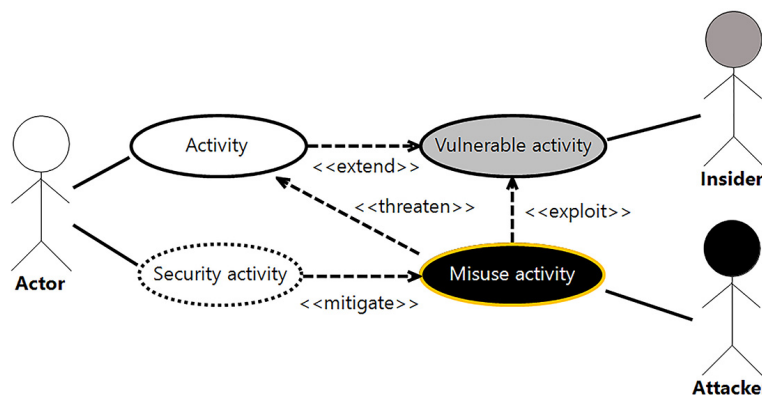 Activity
Vulnerable activity
<<extend>>
Insider
<<threaten>>
<<exploit>>
Actor
Security activity
Misuse activity
<<mitigate>>
Attacke